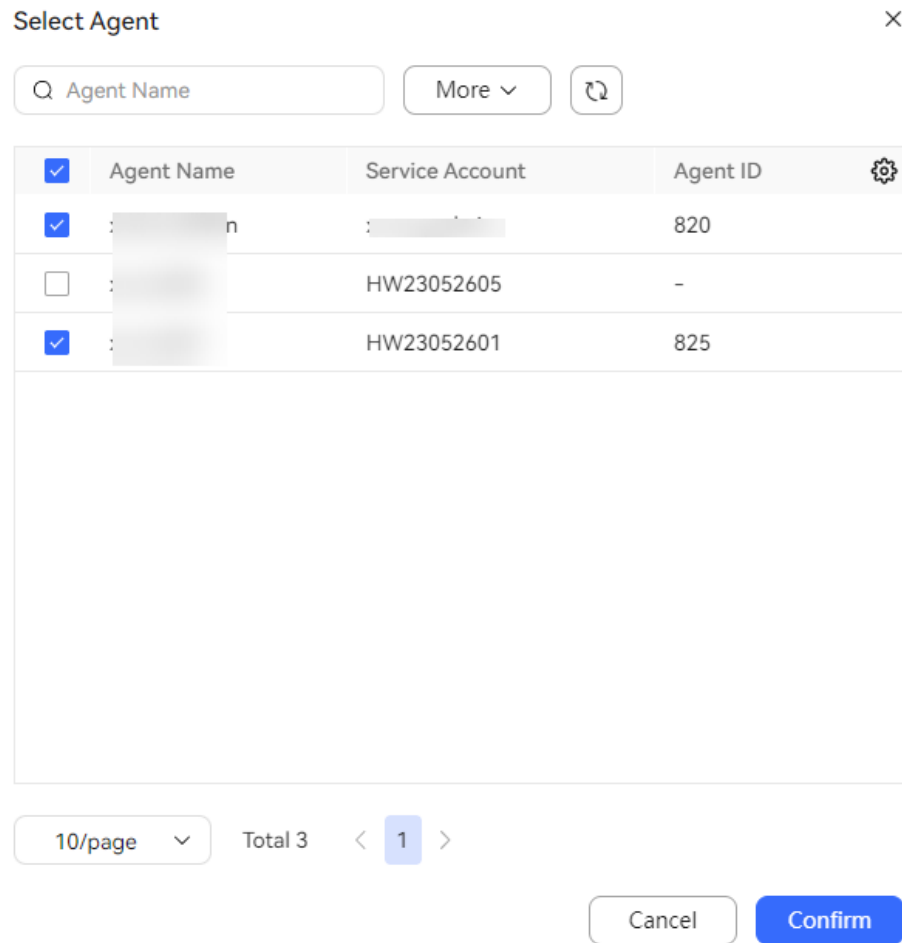 Select Agent
Agent Name
More
Agent Name Service Account Agent ID
820
HW23052605 -
HW23052601 825
10/page Total 3 1
Cancel Confirm